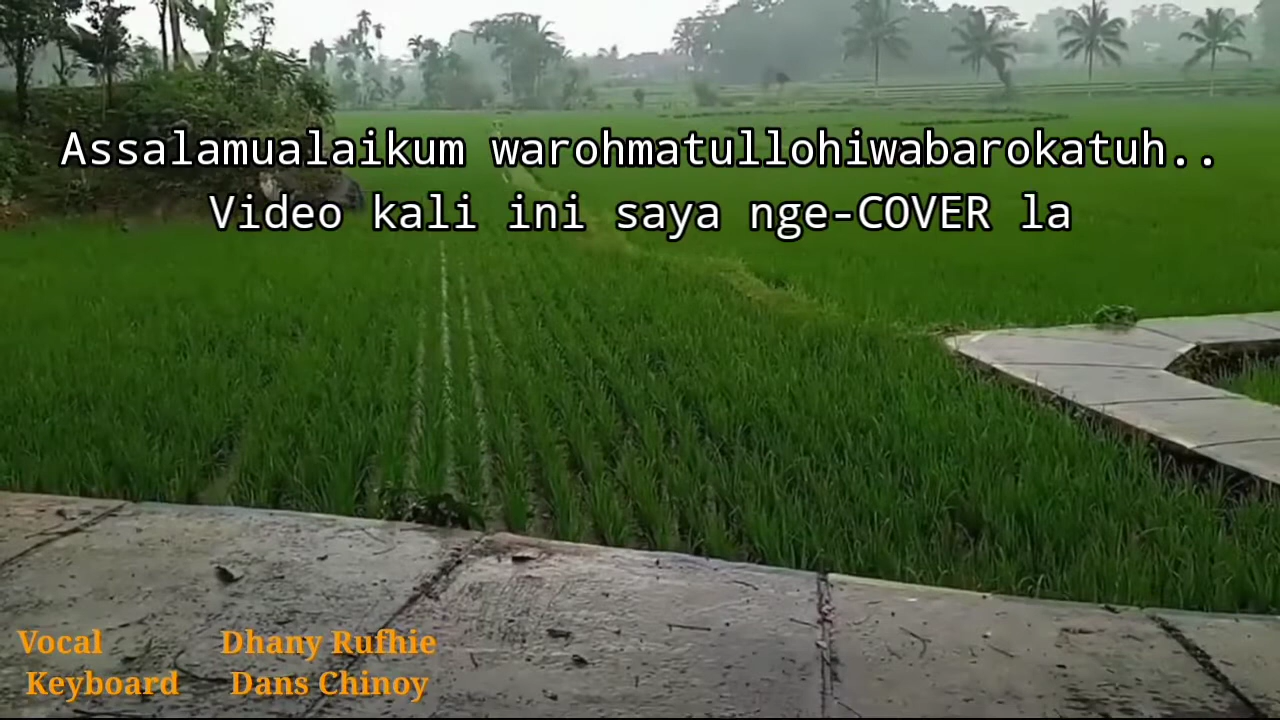 Assalamualaikum warohmatullohiwabarokatuh..
Video kali ini saya nge-COVER la
Vocal Dhany Rufhie
Keyboard Dans Chinoy